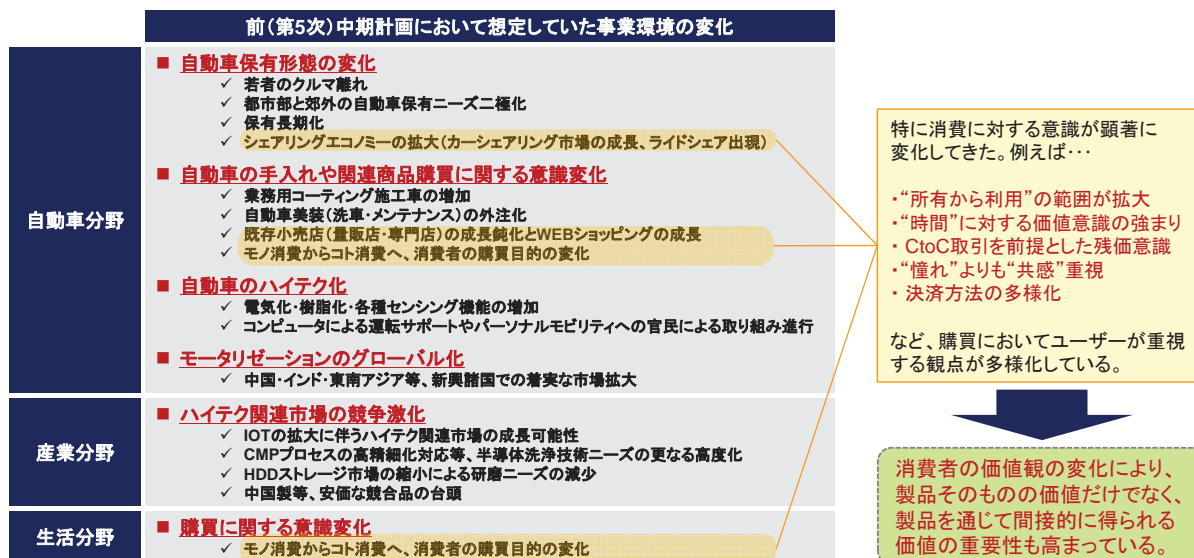 前（第5次）中期計画において想定していた事業環境の変化
自動車分野
■ 自動車保有形態の変化
✓ 若者のクルマ離れ
✓ 都市部と郊外の自動車保有ニーズ二極化
✓ 保有長期化
✓ シェアリングエコノミーの拡大（カーシェアリング市場の成長、ライドシェア出現）
■ 自動車の手入れや関連商品購買に関する意識変化
✓ 業務用コーティング施工車の増加
✓ 自動車美装（洗車・メンテナンス）の外注化
✓ 既存小売店（量販店・専門店）の成長鈍化とWEBショッピングの成長
✓ モノ消費からコト消費へ、消費者の購買目的の変化
■ 自動車のハイテク化
✓ 電気化・樹脂化・各種センシング機能の増加
✓ コンピュータによる運転サポートやパーソナルモビリティへの官民による取り組み進行
■ モータリゼーションのグローバル化
✓ 中国・インド・東南アジア等、新興諸国での着実な市場拡大
産業分野
■ ハイテク関連市場の競争激化
✓ IOTの拡大に伴うハイテク関連市場の成長可能性
✓ CMPプロセスの高精細化対応等、半導体洗浄技術ニーズの更なる高度化
✓ HDDストレージ市場の縮小による研磨ニーズの減少
✓ 中国製等、安価な競合品の台頭
生活分野
■ 購買に関する意識変化
✓ モノ消費からコト消費へ、消費者の購買目的の変化
特に消費に対する意識が顕著に
変化してきた。例えば…
・“所有から利用”の範囲が拡大
・“時間”に対する価値意識の強まり
・CtoC取引を前提とした残価意識
・“憧れ”よりも“共感”重視
・決済方法の多様化
など、購買においてユーザーが重視
する観点が多様化している。
消費者の価値観の変化により、
製品そのものの価値だけでなく、
製品を通じて間接的に得られる
価値の重要性も高まっている。